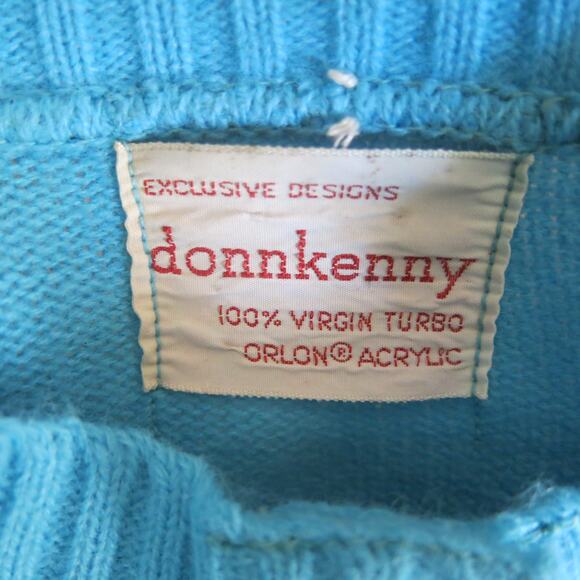 EXCLUSIVE DESIGNS
donnkenny
100% VIRGIN TURBO
ORLON® ACRYLIC